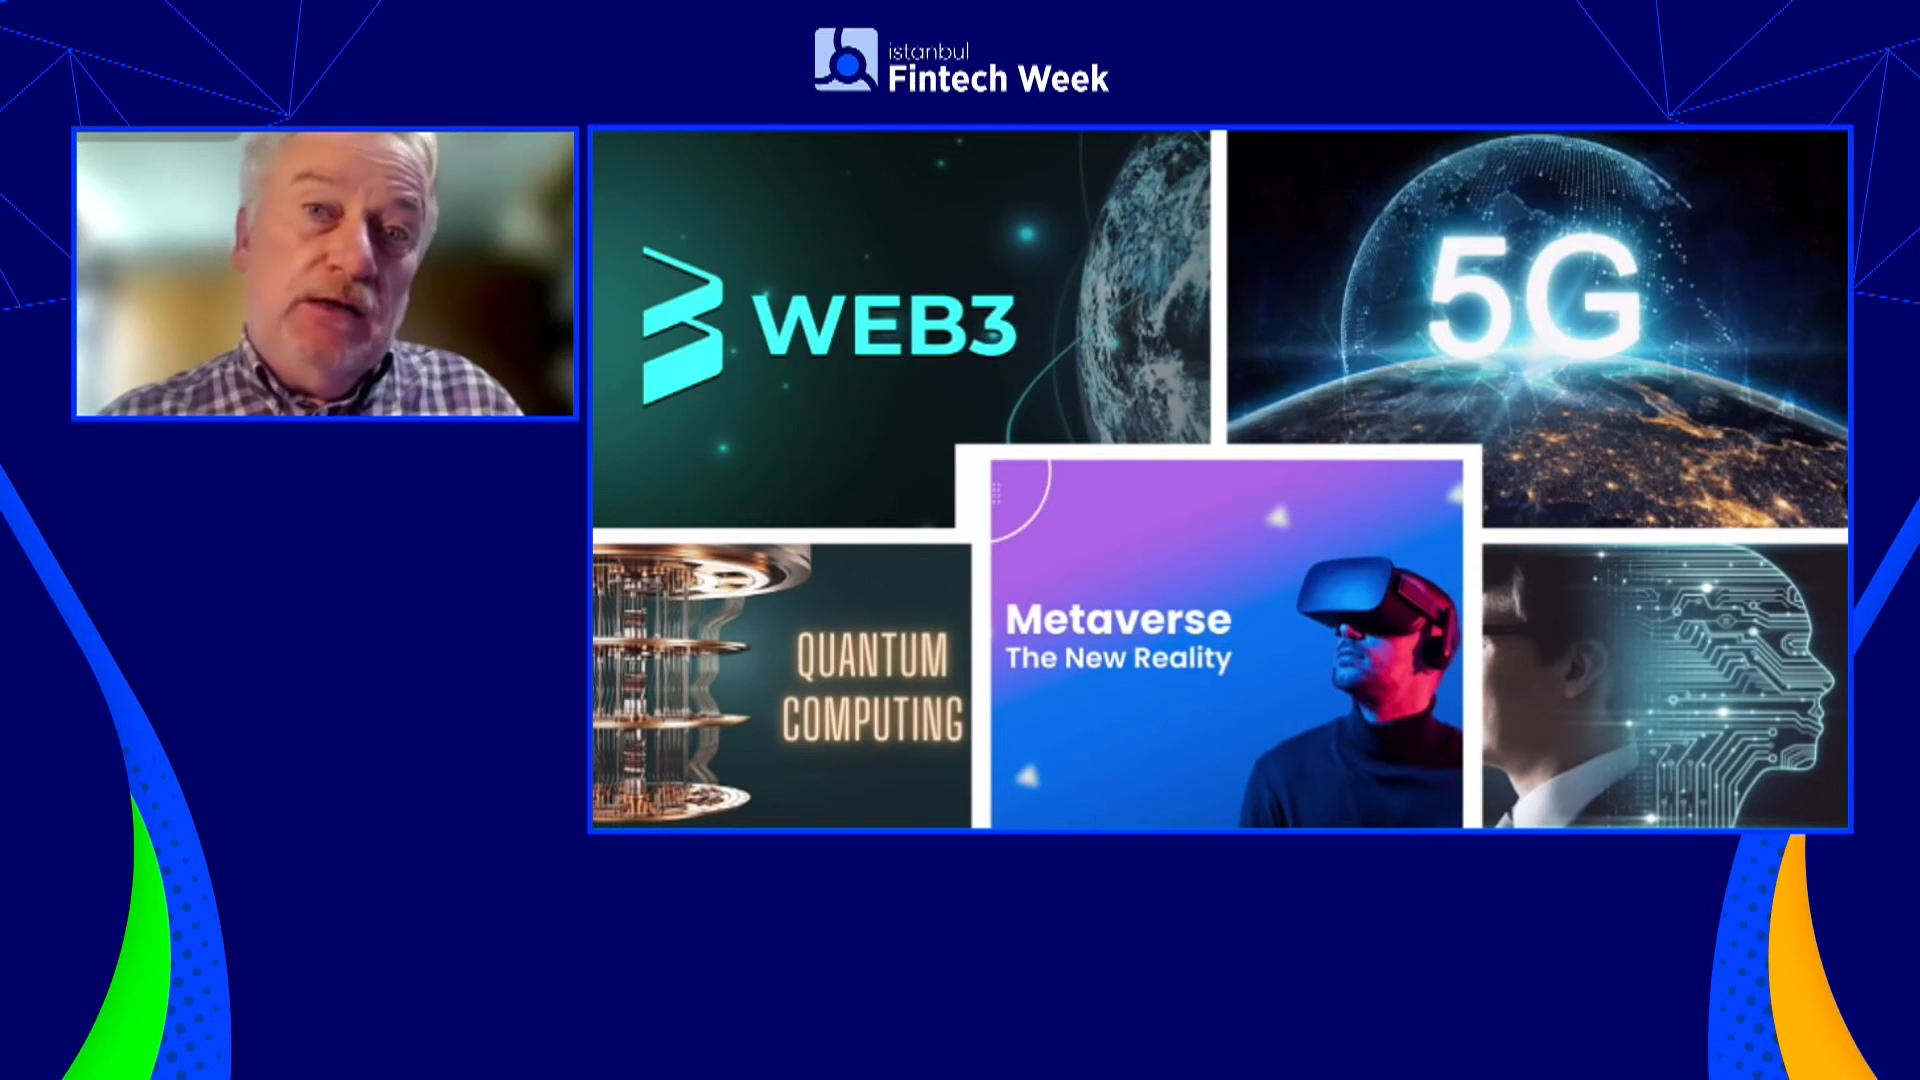 istanbul
Fintech Week
WEB3
5G
QUANTUM
COMPUTING
Metaverse
The New Reality